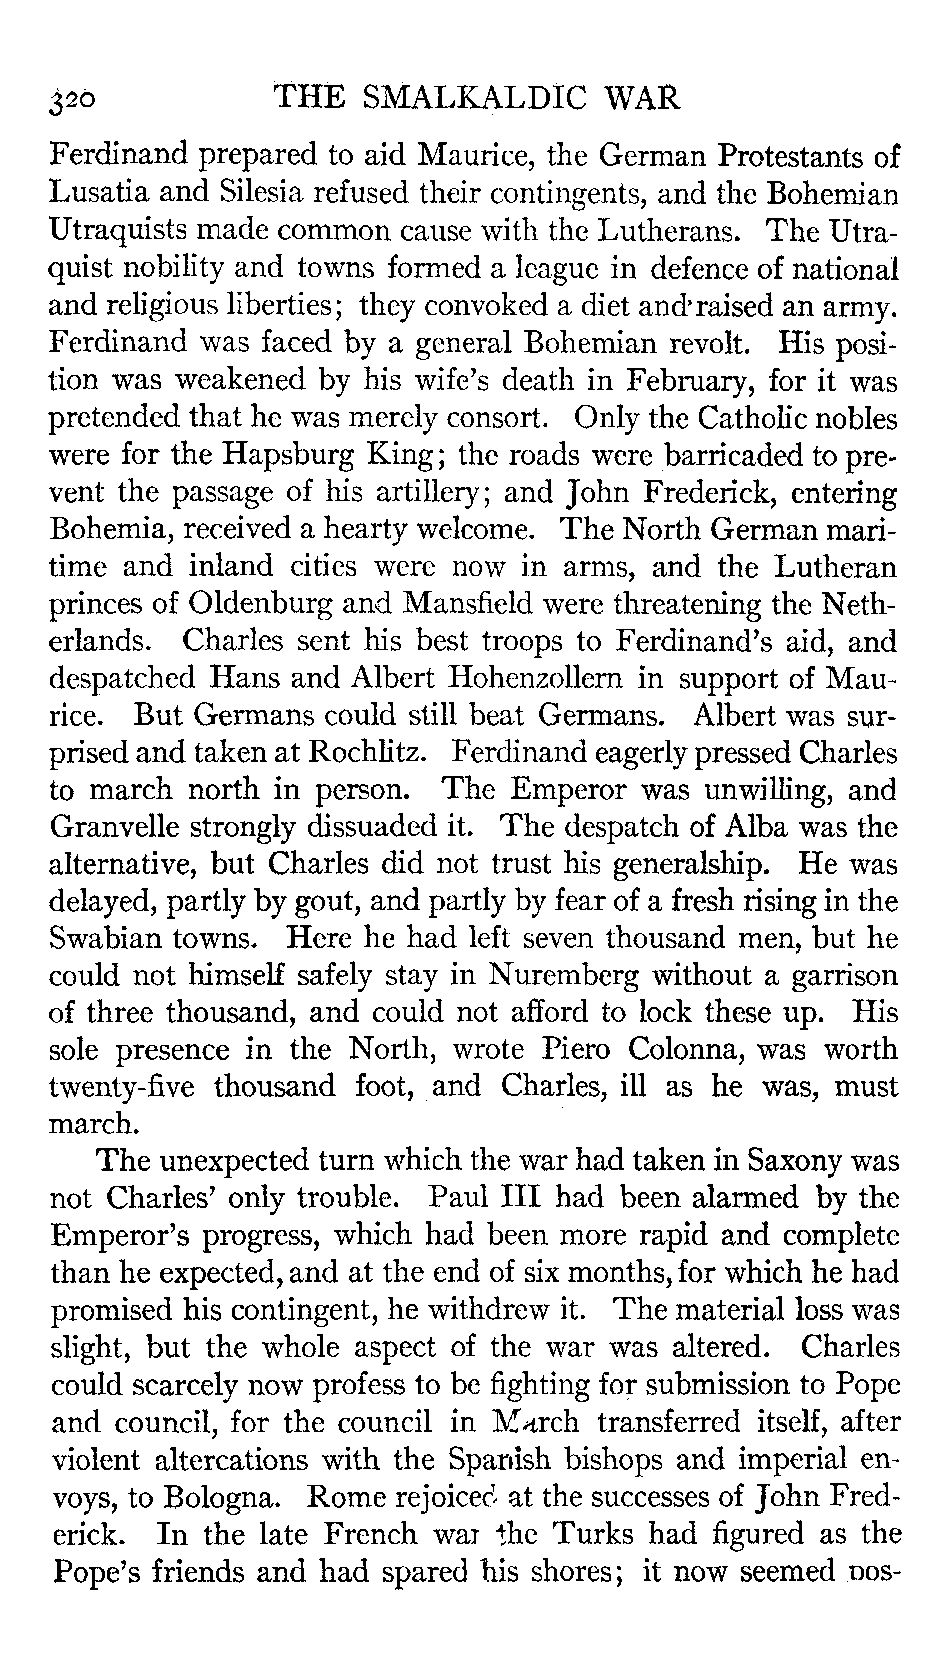 320 THE SMALKALDIC WAR
Ferdinand prepared to aid Maurice, the German Protestants of
Lusatia and Silesia refused their contingents, and the Bohemian
Utraquists made common cause with the Lutherans. The Utra-
quist nobility and towns formed a league in defence of national
and religious liberties; they convoked a diet and raised an army.
Ferdinand was faced by a general Bohemian revolt. His posi-
tion was weakened by his wife's death in February, for it was
pretended that he was merely consort. Only the Catholic nobles
were for the Hapsburg King; the roads were barricaded to pre-
vent the passage of his artillery; and John Frederick, entering
Bohemia, received a hearty welcome. The North German mari-
time and inland cities were now in arms, and the Lutheran
princes of Oldenburg and Mansfield were threatening the Neth-
erlands. Charles sent his best troops to Ferdinand's aid, and
despatched Hans and Albert Hohenzollern in support of Mau-
rice. But Germans could still beat Germans. Albert was sur-
prised and taken at Rochlitz. Ferdinand eagerly pressed Charles
to march north in person. The Emperor was unwilling, and
Granvelle strongly dissuaded it. The despatch of Alba was the
alternative, but Charles did not trust his generalship. He was
delayed, partly by gout, and partly by fear of a fresh rising in the
Swabian towns. Here he had left seven thousand men, but he
could not himself safely stay in Nuremberg without a garrison
of three thousand, and could not afford to lock these up. His
sole presence in the North, wrote Piero Colonna, was worth
twenty-five thousand foot, and Charles, ill as he was, must
march.
The unexpected turn which the war had taken in Saxony was
not Charles' only trouble. Paul III had been alarmed by the
Emperor's progress, which had been more rapid and complete
than he expected, and at the end of six months, for which he had
promised his contingent, he withdrew it. The material loss was
slight, but the whole aspect of the war was altered. Charles
could scarcely now profess to be fighting for submission to Pope
and council, for the council in March transferred itself, after
violent altercations with the Spanish bishops and imperial en-
voys, to Bologna. Rome rejoiced at the successes of John Fred-
erick. In the late French war the Turks had figured as the
Pope's friends and had spared his shores; it now seemed pos-